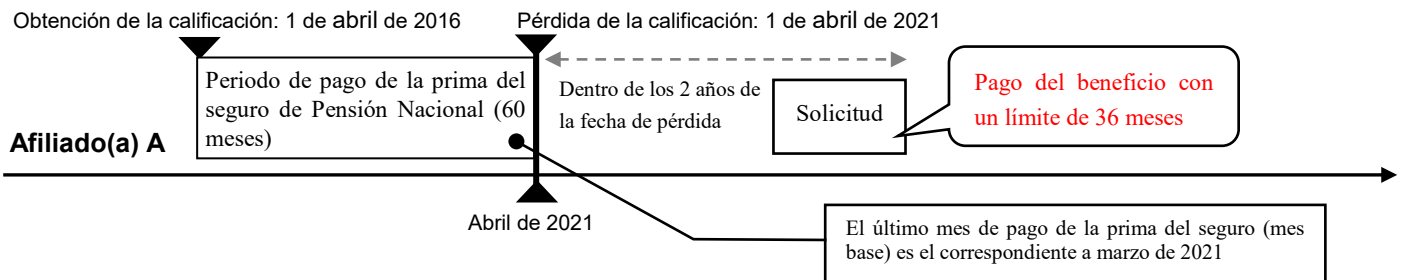 Obtención de la calificación: 1 de abril de 2016
Pérdida de la calificación: 1 de abril de 2021
Periodo de pago de la prima del
seguro de Pensión Nacional (60
meses)
Dentro de los 2 años de
la fecha de pérdida
Solicitud
Pago del beneficio con
un límite de 36 meses
Afiliado(a) A
Abril de 2021
El último mes de pago de la prima del seguro (mes
base) es el correspondiente a marzo de 2021